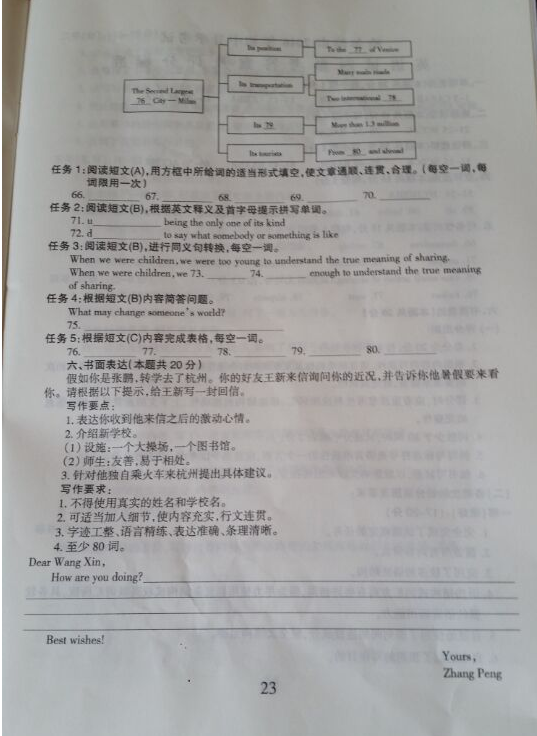 Its position
To the 77 of Venice
Many main roads
The Second Largest
76 City — Milan
Its transportation
Two international 78
Its 79
More than 1.3 million
Its tourists
From 80 and abroad
任务1:阅读短文(A),用方框中所给词的适当形式填空,使文章通顺、连贯、合理。(每空一词,每
词限用一次)
66.________ 67.________ 68.________ 69.________ 70.________
任务2:阅读短文(B),根据英文释义及首字母提示拼写单词。
71. u__________ being the only one of its kind
72. d__________ to say what somebody or something is like
任务3:阅读短文(B),进行同义句转换,每空一词。
When we were children,we were too young to understand the true meaning of sharing.
When we were children,we 73.________ 74.________ enough to understand the true meaning
of sharing.
任务4:根据短文(B)内容简答问题。
What may change someone's world?
75.______________________________
任务5:根据短文(C)内容完成表格,每空一词。
76.________ 77.________ 78.________ 79.________ 80.________
六、书面表达(本题共20分)
假如你是张鹏,转学去了杭州。你的好友王新来信询问你的近况,并告诉你他暑假要来看
你。请根据以下提示,给王新写一封回信。
写作要点:
1. 表达你收到他来信之后的激动心情。
2. 介绍新学校。
(1) 设施:一个大操场,一个图书馆。
(2) 师生:友善,易于相处。
3. 针对他独自乘火车来杭州提出具体建议。
写作要求:
1. 不得使用真实的姓名和学校名。
2. 可适当加入细节,使内容充实,行文连贯。
3. 字迹工整、语言精练、表达准确、条理清晰。
4. 至少80词。
Dear Wang Xin,
How are you doing?______________________________
Best wishes!
Yours,
Zhang Peng
23